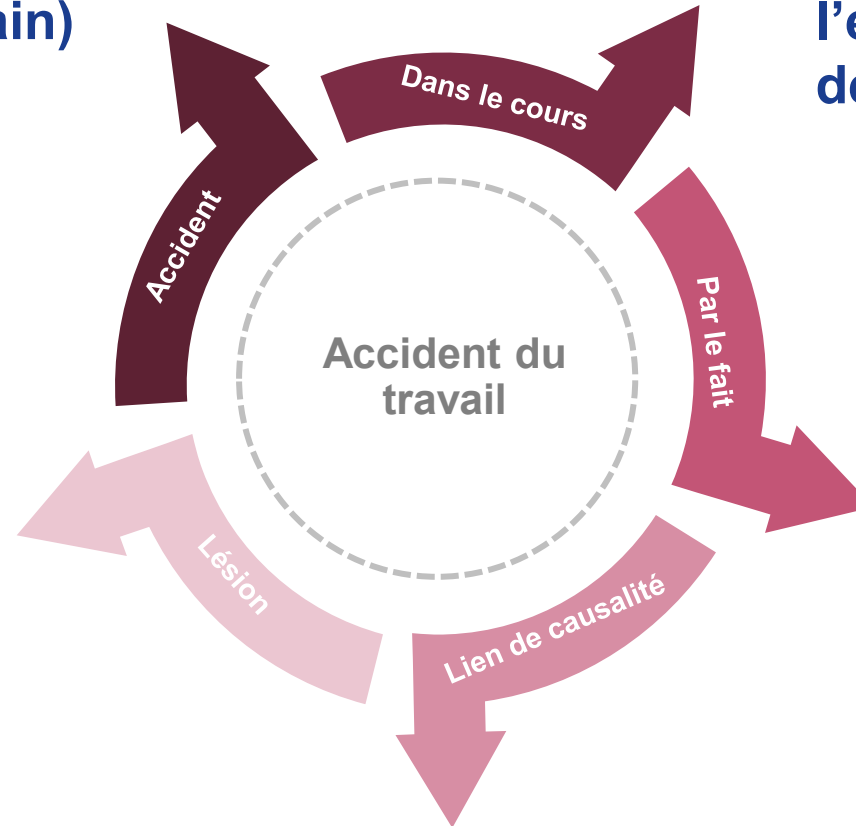 ain)
l'e
de
Dans le cours
Accident
Par le fait
Accident du
travail
Lésion
Lien de causalité